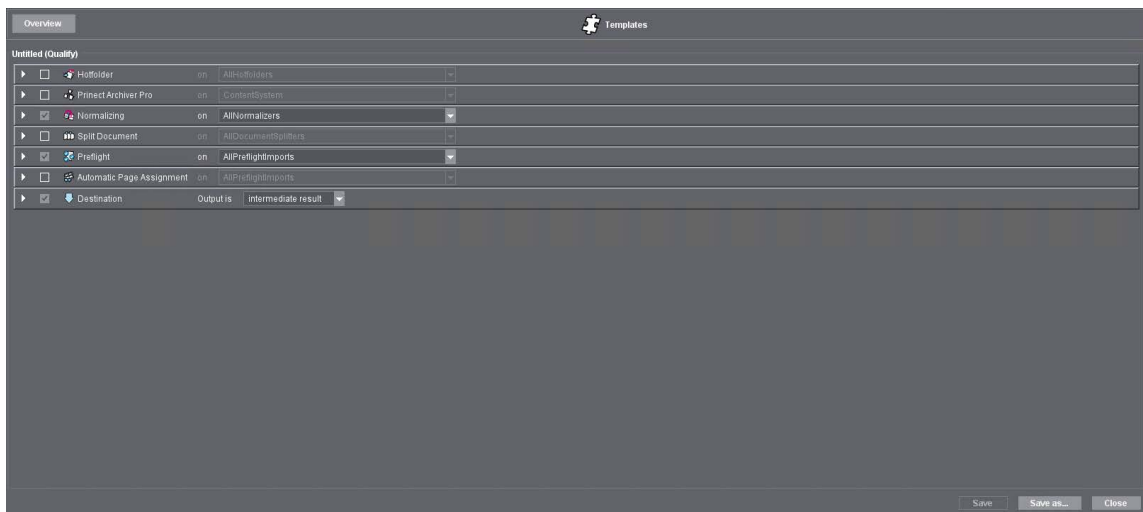 Overview
Templates
Untitled (Qualify)
Hotfolder on AllHotfolders
Prinect Archiver Pro on ContentSystem
Normalizing on AllNormalizers
Split Document on AllDocumentSplitters
Preflight on AllPreflightImports
Automatic Page Assignment on AllPreflightImports
Destination Output is intermediate result
Save Save as... Close